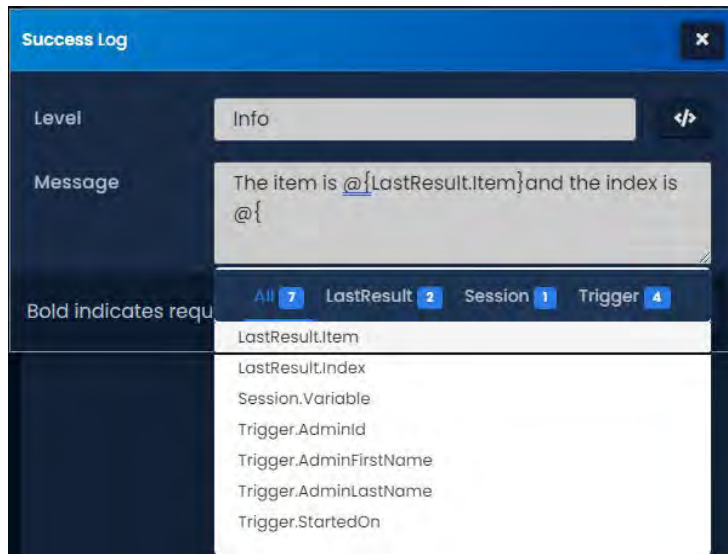 Success Log
Level
Info
Message
The item is @{LastResult.Item}and the index is
@{
All 7 LastResult 2 Session 1 Trigger 4
Bold indicates requ
LastResult.Item
LastResult.Index
Session.Variable
Trigger.AdminId
Trigger.AdminFirstName
Trigger.AdminLastName
Trigger.StartedOn